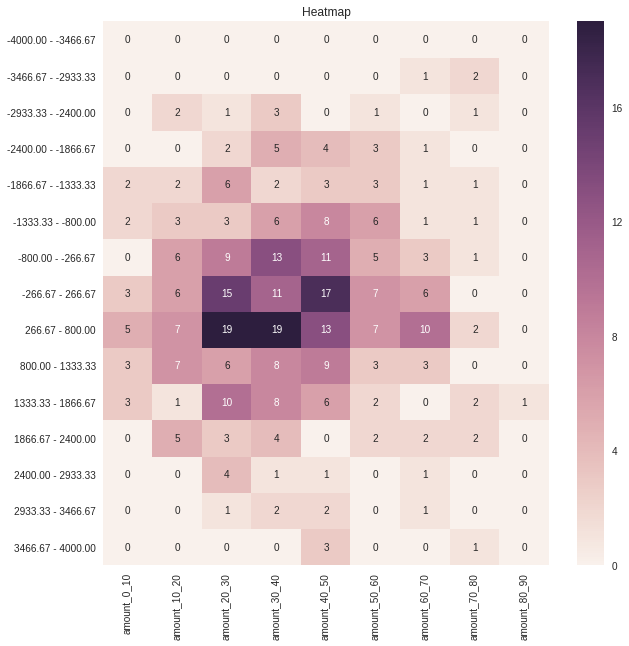 Heatmap
-4000.00 - -3466.67 0 0 0 0 0 0 0 0 0
-3466.67 - -2933.33 0 0 0 0 0 0 1 2 0
-2933.33 - -2400.00 0 2 1 3 0 1 0 1 0
-2400.00 - -1866.67 0 0 2 5 4 3 1 0 0
-1866.67 - -1333.33 2 2 6 2 3 3 1 1 0
-1333.33 - -800.00 2 3 3 6 8 6 1 1 0
-800.00 - -266.67 0 6 9 13 11 5 3 1 0
-266.67 - 266.67 3 6 15 11 17 7 6 0 0
266.67 - 800.00 5 7 19 19 13 7 10 2 0
800.00 - 1333.33 3 7 6 8 9 3 3 0 0
1333.33 - 1866.67 3 1 10 8 6 2 0 2 1
1866.67 - 2400.00 0 5 3 4 0 2 2 2 0
2400.00 - 2933.33 0 0 4 1 1 0 1 0 0
2933.33 - 3466.67 0 0 1 2 2 0 1 0 0
3466.67 - 4000.00 0 0 0 0 3 0 0 1 0
amount_0_10
amount_10_20
amount_20_30
amount_30_40
amount_40_50
amount_50_60
amount_60_70
amount_70_80
amount_80_90
16
12
8
4
0